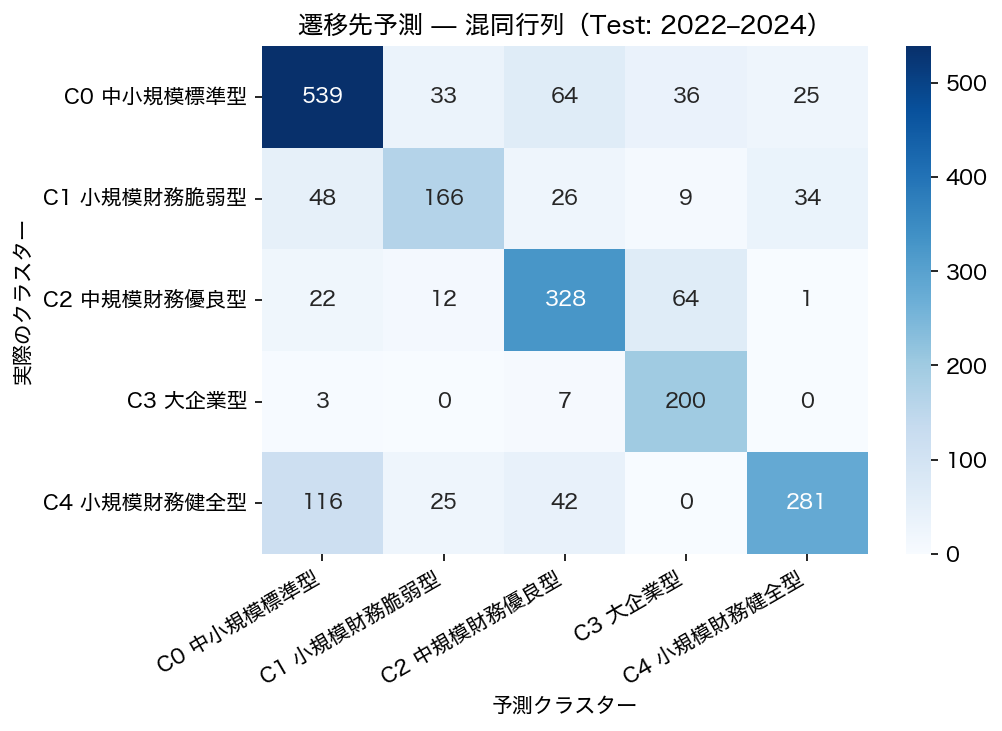 遷移先予測 — 混同行列（Test: 2022–2024）
実際のクラスター
C0 中小規模標準型 539 33 64 36 25
C1 小規模財務脆弱型 48 166 26 9 34
C2 中規模財務優良型 22 12 328 64 1
C3 大企業型 3 0 7 200 0
C4 小規模財務健全型 116 25 42 0 281
C0 中小規模標準型
C1 小規模財務脆弱型
C2 中規模財務優良型
C3 大企業型
C4 小規模財務健全型
予測クラスター
500
400
300
200
100
0